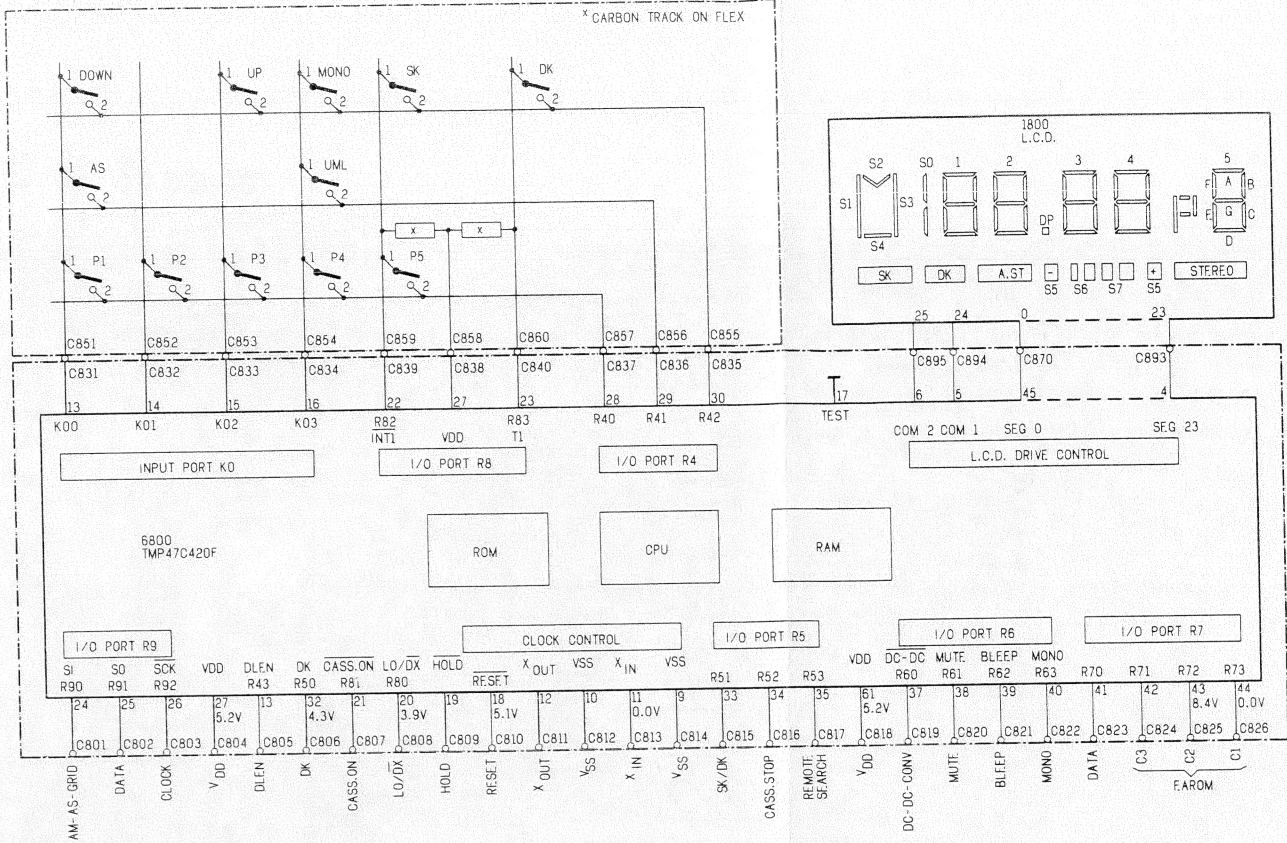 x CARBON TRACK ON FLEX
1 DOWN 1 UP 1 MONO 1 SK 1 DK
2 2 2 2 2
1 AS 1 UML
2 2
x x
1 P1 1 P2 1 P3 1 P4 1 P5
2 2 2 2 2
C851 C852 C853 C854 C859 C858 C860 C857 C856 C855
1800
L.C.D.
S2 S0 1 2 3 4 5
S1 S3 DP F A B
E G C
S4 D
SK DK A.ST - + STEREO
S5 S6 S7 S5
25 24 0 23
C831 C832 C833 C834 C839 C838 C840 C837 C836 C835 C895 C894 C870 C893
13 14 15 16 22 27 23 28 29 30 17 6 5 45 4
K00 K01 K02 K03 R82 R83 R40 R41 R42 TEST
INT1 VDD T1 COM 2 COM 1 SEG 0 SEG 23
INPUT PORT K0 I/O PORT R8 I/O PORT R4 L.C.D. DRIVE CONTROL
6800
TMP47C420F
ROM CPU RAM
I/O PORT R9 CLOCK CONTROL I/O PORT R5 I/O PORT R6 I/O PORT R7
SI SO SCK VDD DLEN DK CASS.ON LO/DX HOLD RESET XOUT VSS XIN VSS VDD DC-DC MUTE BLEEP MONO
R90 R91 R92 R43 R50 R81 R80 R51 R52 R53 R60 R61 R62 R63 R70 R71 R72 R73
24 25 26 27 13 32 21 20 19 18 12 10 11 9 33 34 35 61 37 38 39 40 41 42 43 44
5.2V 4.3V 3.9V 5.1V 0.0V 5.2V 8.4V 0.0V
C801 C802 C803 C804 C805 C806 C807 C808 C809 C810 C811 C812 C813 C814 C815 C816 C817 C818 C819 C820 C821 C822 C823 C824 C825 C826
AM-AS-GRID
DATA
CLOCK
VDD
DLEN
DK
CASS.ON
LO/DX
HOLD
RESET
XOUT
VSS
XIN
VSS
SK/DK
CASS.STOP
REMOTE
SEARCH
VDD
DC-DC-CONV
MUTE
BLEEP
MONO
DATA
C3
C2
C1
EAROM